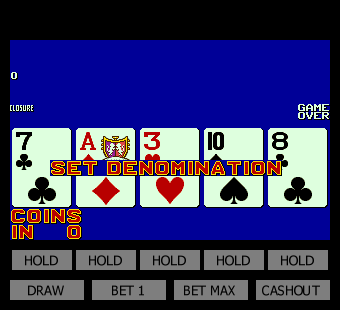 0
CLOSURE
GAME
OVER
7 A 3 10 8
SET DENOMINATION
COINS
IN 0
HOLD HOLD HOLD HOLD HOLD
DRAW BET 1 BET MAX CASHOUT